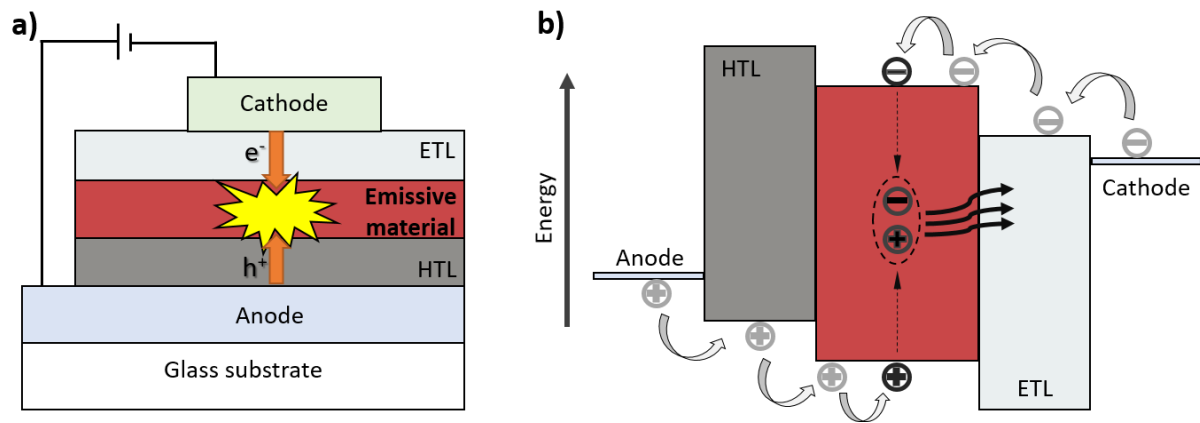 a)
Cathode
e-
ETL
Emissive
material
h+
HTL
Anode
Glass substrate
b)
HTL
Energy
Anode
Cathode
ETL